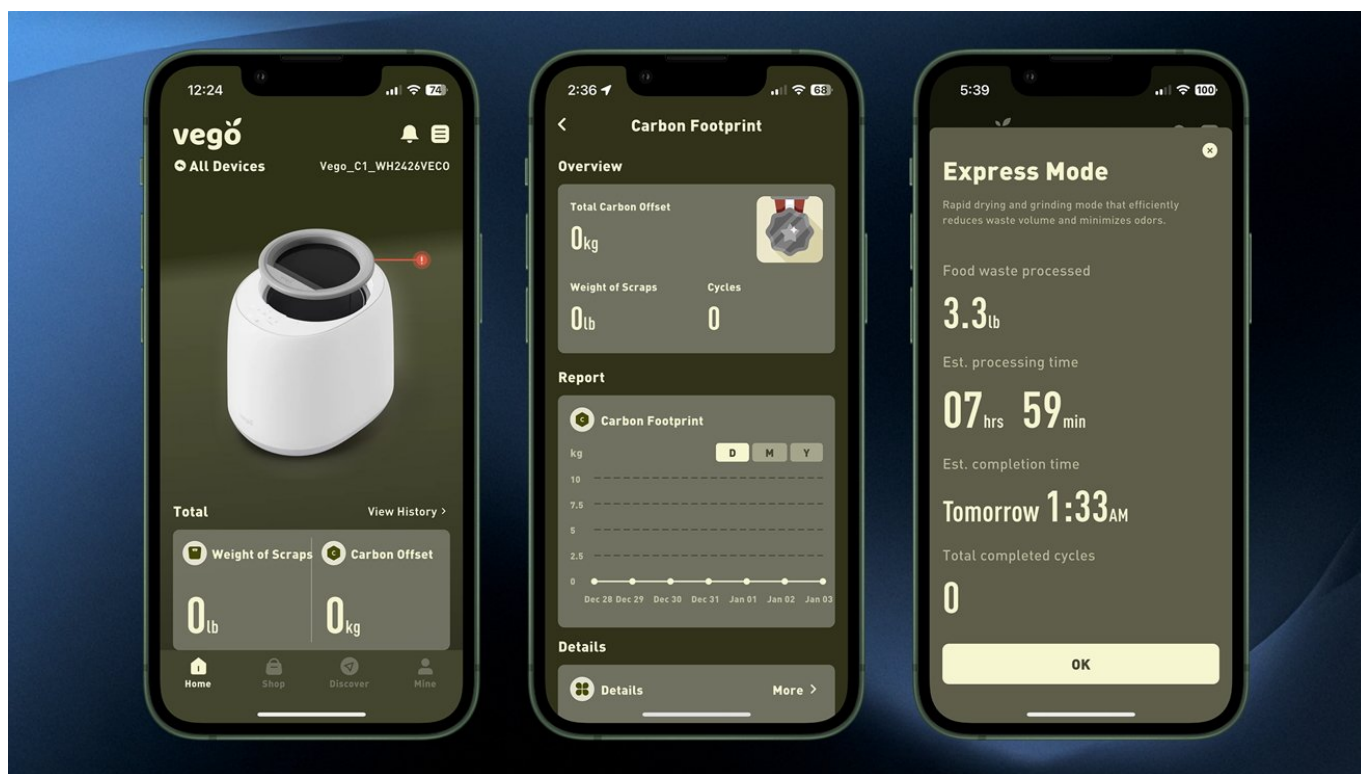 12:24
74
vegö
All Devices
Vego_C1_WH2426VECO
Total
View History >
Weight of Scraps
Carbon Offset
0lb
0kg
Home
Shop
Discover
Mine
2:36
68
Carbon Footprint
Overview
Total Carbon Offset
0kg
Weight of Scraps
Cycles
0lb
0
Report
C
Carbon Footprint
kg
D M Y
10
7.5
5
2.5
0
Dec 28 Dec 29 Dec 30 Dec 31 Jan 01 Jan 02 Jan 03
Details
Details
More >
5:39
100
Express Mode
Rapid drying and grinding mode that efficiently
reduces waste volume and minimizes odors.
Food waste processed
3.3lb
Est. processing time
07hrs 59min
Est. completion time
Tomorrow 1:33AM
Total completed cycles
0
OK